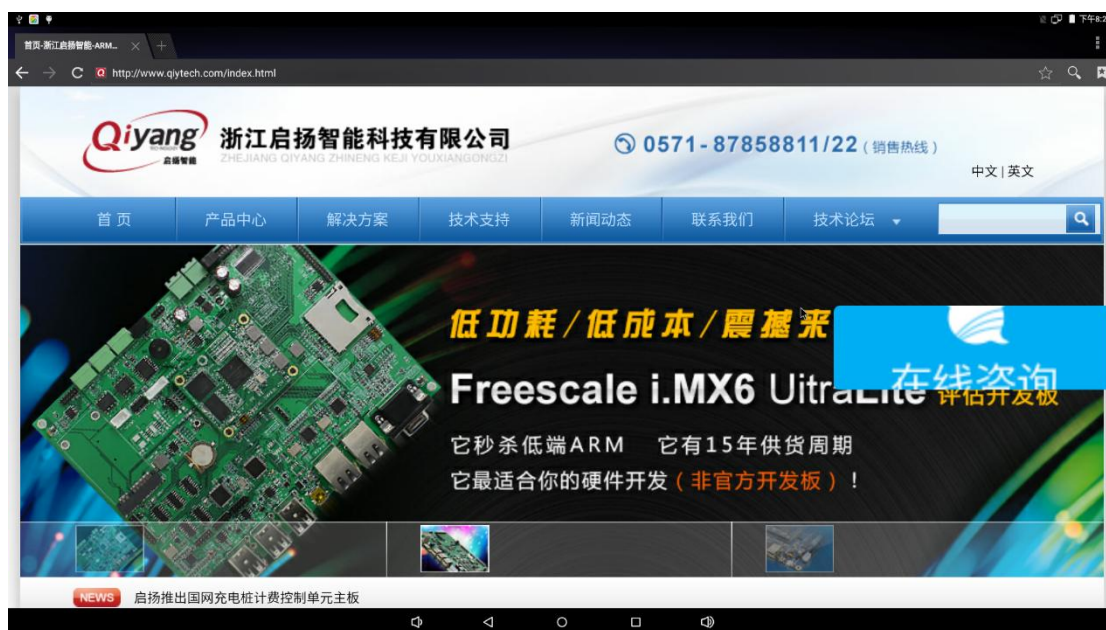 下午8:2
首页-浙江启扬智能-ARM...
http://www.qiytech.com/index.html
Qiyang
启扬智能
浙江启扬智能科技有限公司
ZHEJIANG QIYANG ZHINENG KEJI YOUXIANGONGZI
0571-87858811/22(销售热线)
中文|英文
首页 产品中心 解决方案 技术支持 新闻动态 联系我们 技术论坛
低功耗/低成本/震撼来
在线咨询
Freescale i.MX6 UitraLite 评估开发板
它秒杀低端ARM 它有15年供货周期
它最适合你的硬件开发(非官方开发板)!
NEWS 启扬推出国网充电桩计费控制单元主板